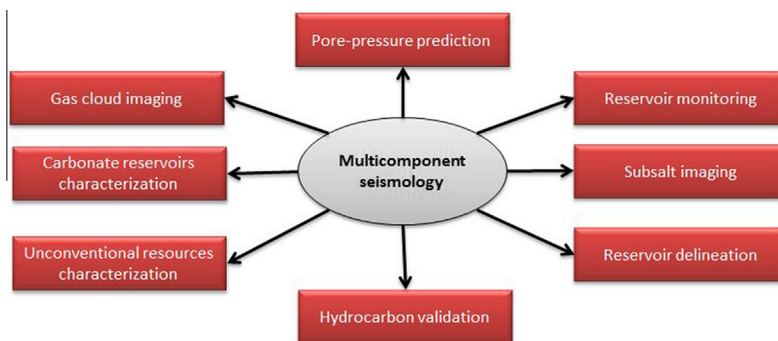 Pore-pressure prediction
Gas cloud imaging
Reservoir monitoring
Multicomponent
seismology
Carbonate reservoirs
characterization
Subsalt imaging
Unconventional resources
characterization
Reservoir delineation
Hydrocarbon validation